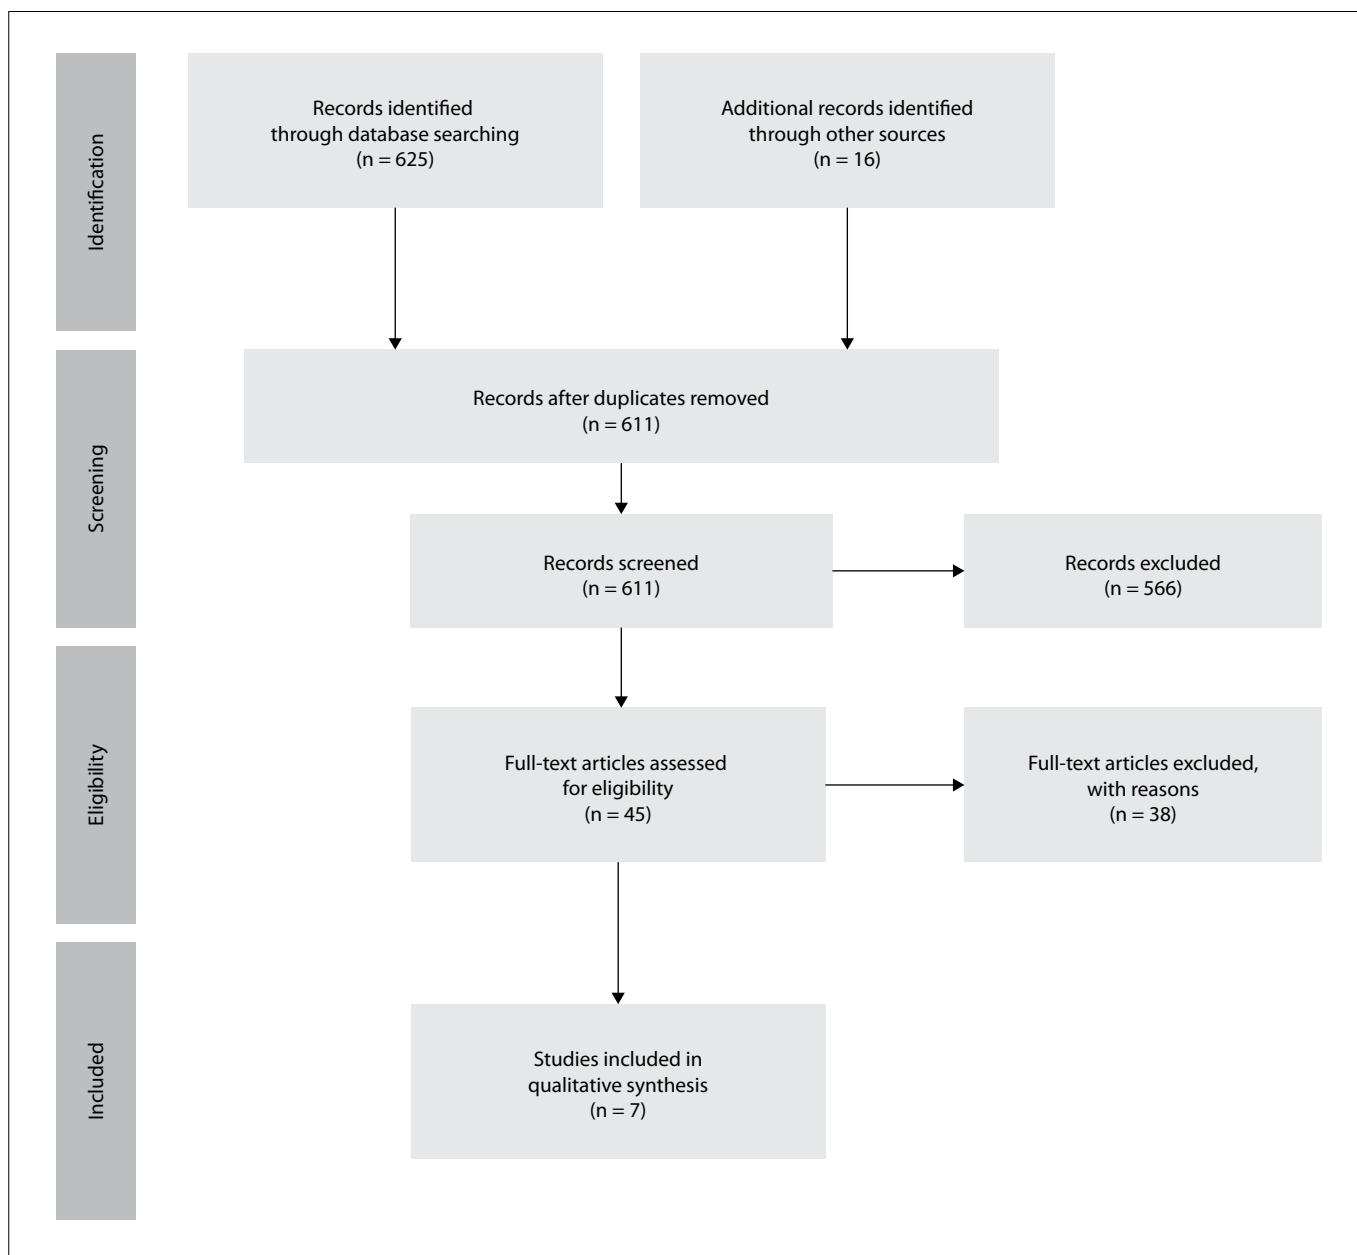 Identification
Records identified
through database searching
(n = 625)
Additional records identified
through other sources
(n = 16)
Screening
Records after duplicates removed
(n = 611)
Records screened
(n = 611)
Records excluded
(n = 566)
Eligibility
Full-text articles assessed
for eligibility
(n = 45)
Full-text articles excluded,
with reasons
(n = 38)
Included
Studies included in
qualitative synthesis
(n = 7)